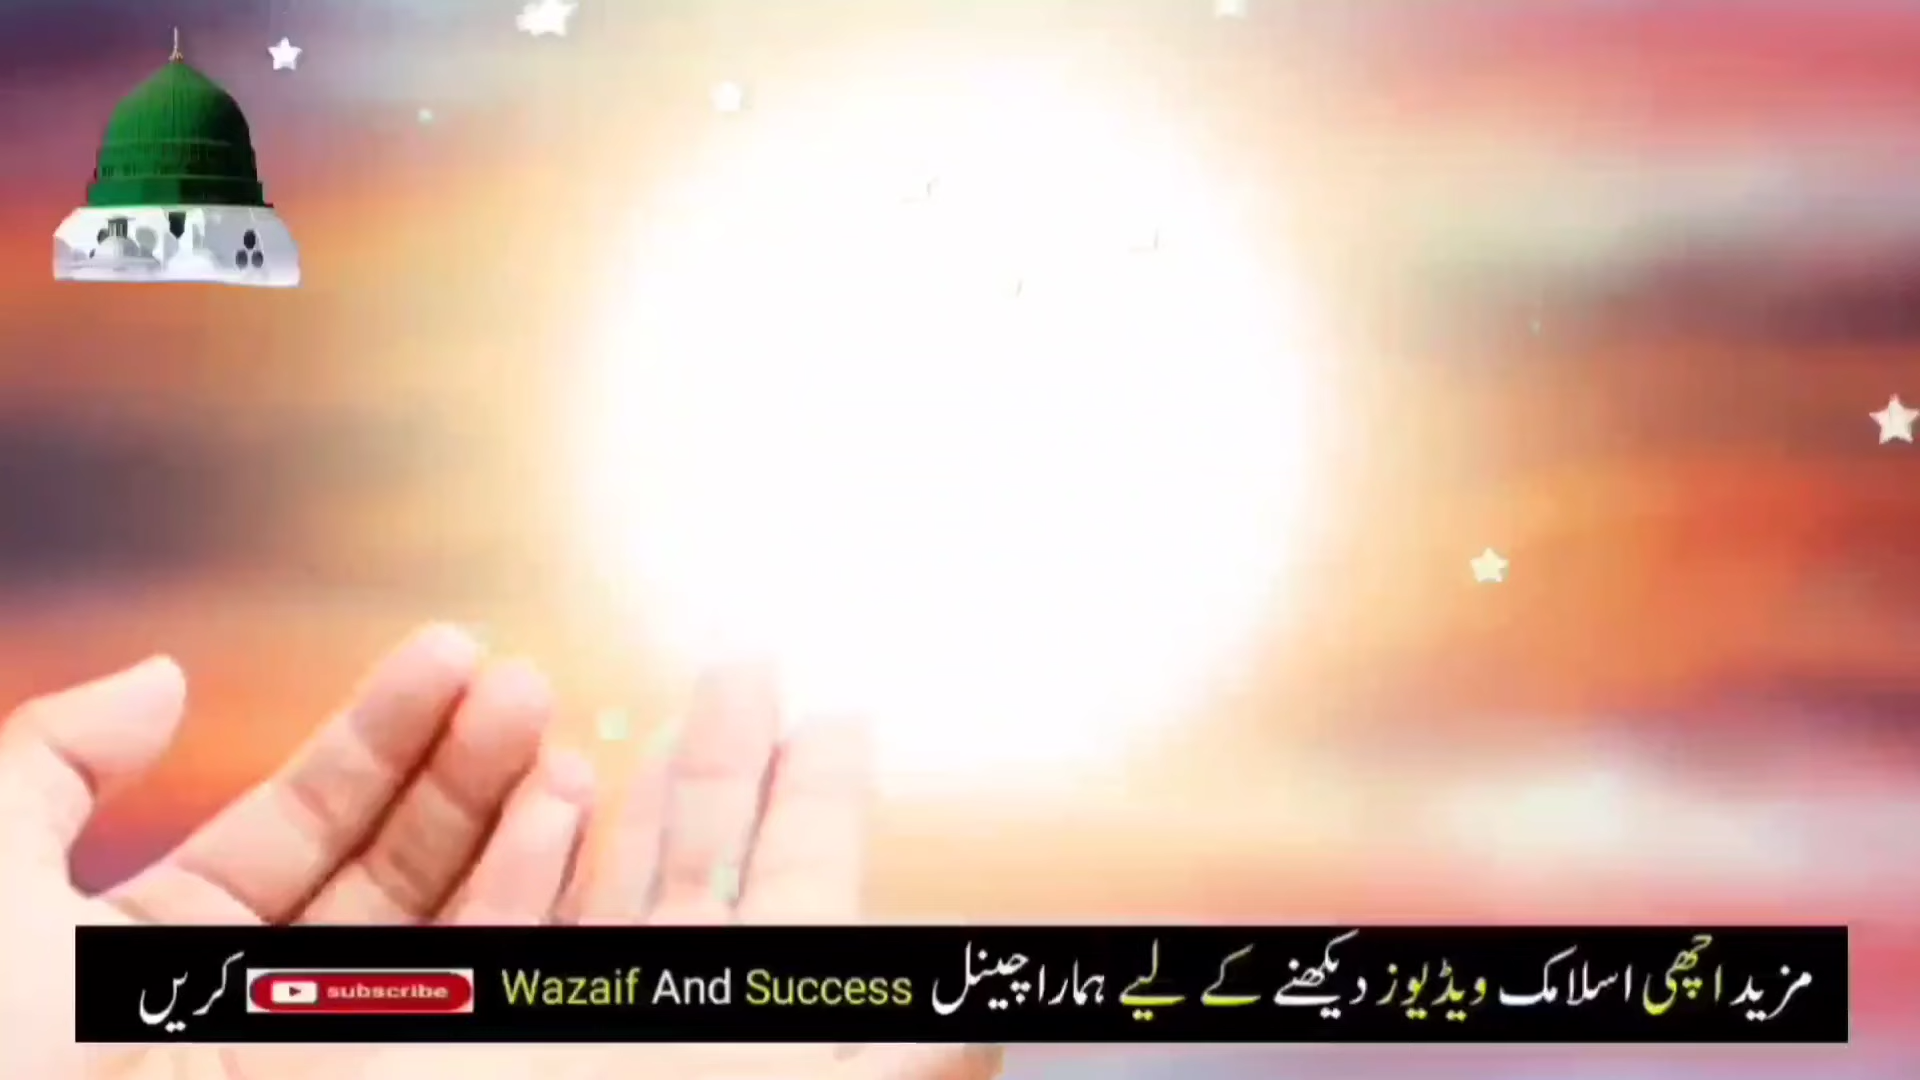 مزید اچھی اسلامک ویڈیوز دیکھنے کے لیے ہمارا چینل Wazaif And Success subscribe کریں